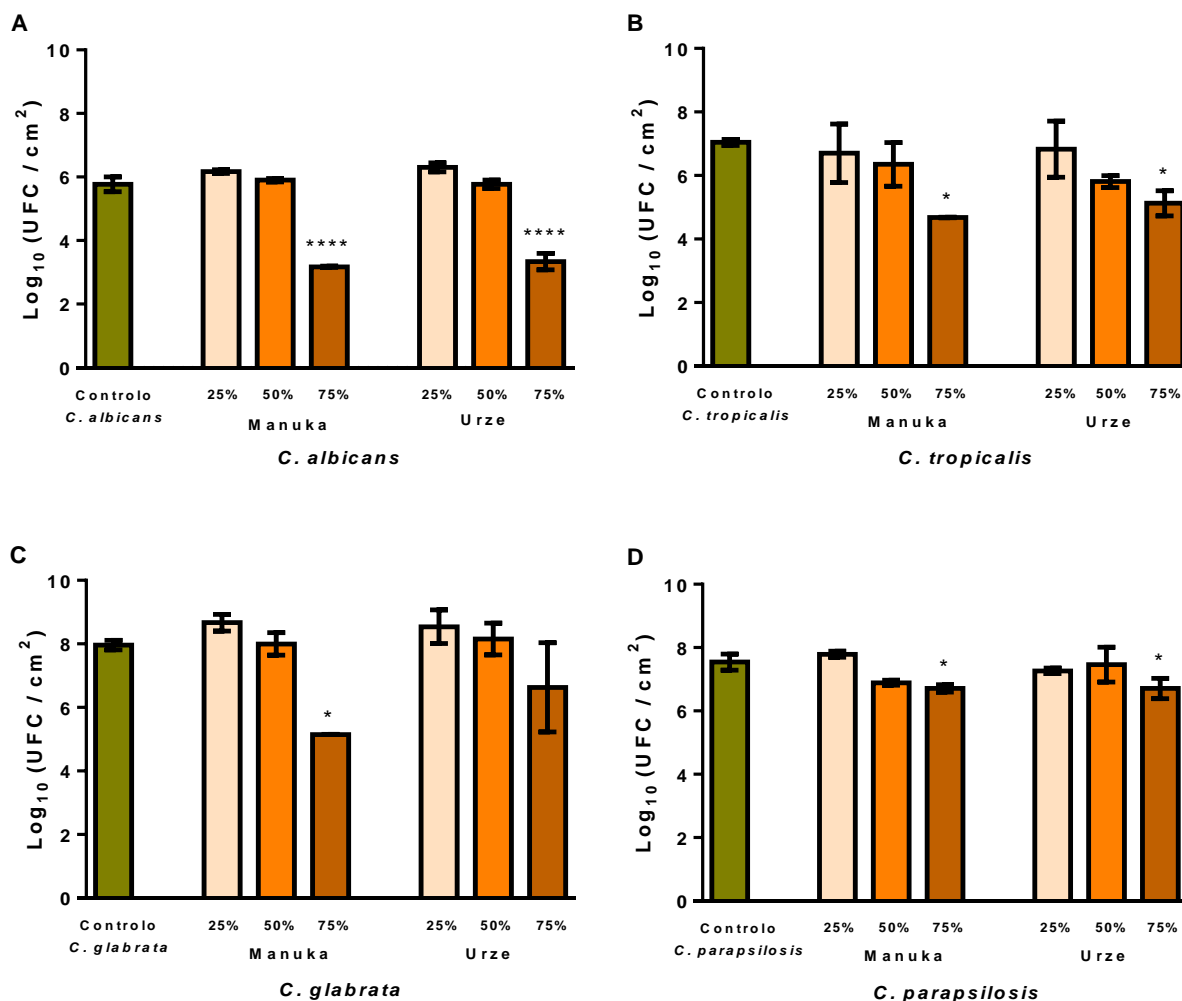 A
Log10 (UFC / cm2)
10
8
6
4
2
0
****
****
Controlo
C. albicans
25% 50% 75%
Manuka
25% 50% 75%
Urze
C. albicans
B
Log10 (UFC / cm2)
10
8
6
4
2
0
*
*
Controlo
C. tropicalis
25% 50% 75%
Manuka
25% 50% 75%
Urze
C. tropicalis
C
Log10 (UFC / cm2)
10
8
6
4
2
0
*
Controlo
C. glabrata
25% 50% 75%
Manuka
25% 50% 75%
Urze
C. glabrata
D
Log10 (UFC / cm2)
10
8
6
4
2
0
*
*
Controlo
C. parapsilosis
25% 50% 75%
Manuka
25% 50% 75%
Urze
C. parapsilosis